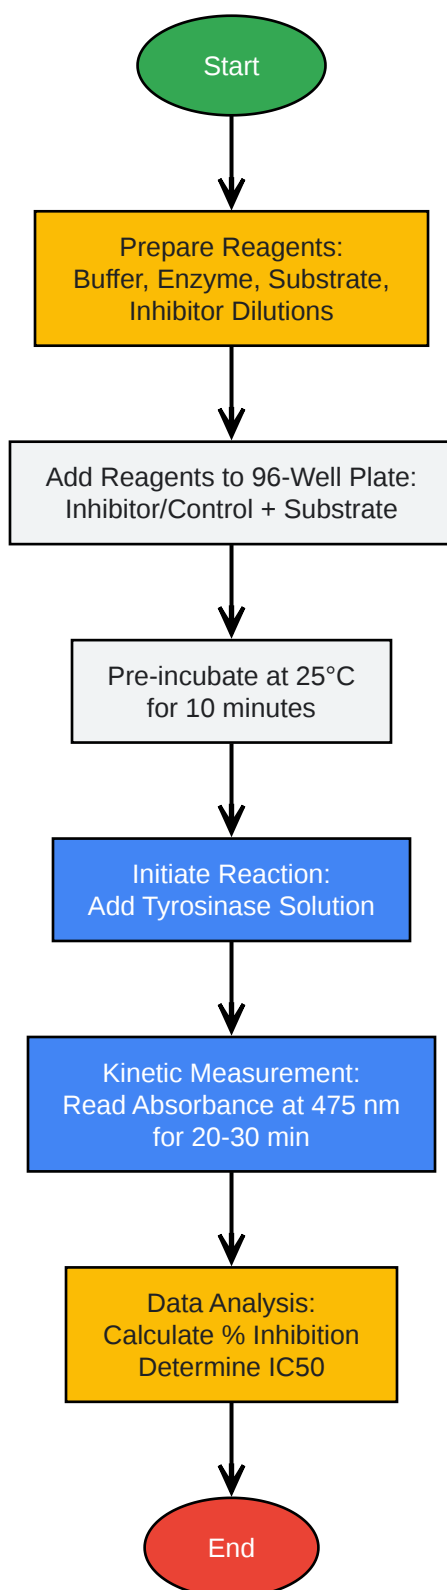 Start
Prepare Reagents:
Buffer, Enzyme, Substrate,
Inhibitor Dilutions
Add Reagents to 96-Well Plate:
Inhibitor/Control + Substrate
Pre-incubate at 25°C
for 10 minutes
Initiate Reaction:
Add Tyrosinase Solution
Kinetic Measurement:
Read Absorbance at 475 nm
for 20-30 min
Data Analysis:
Calculate % Inhibition
Determine IC50
End